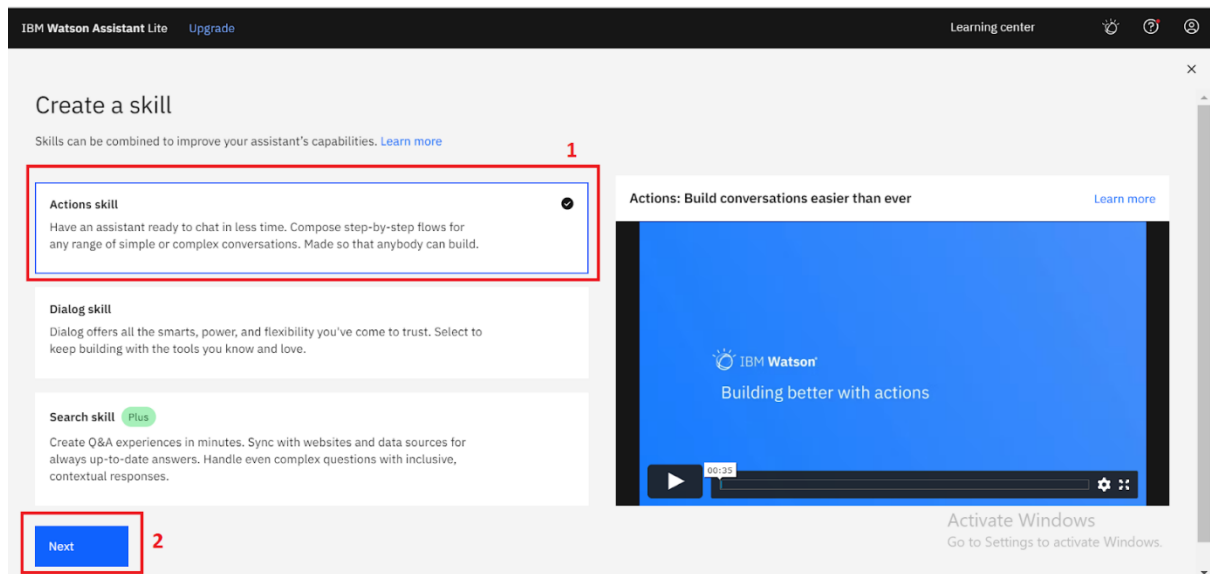 IBM Watson Assistant Lite Upgrade Learning center
Create a skill
Skills can be combined to improve your assistant's capabilities. Learn more
1
Actions skill
Have an assistant ready to chat in less time. Compose step-by-step flows for
any range of simple or complex conversations. Made so that anybody can build.
Dialog skill
Dialog offers all the smarts, power, and flexibility you've come to trust. Select to
keep building with the tools you know and love.
Search skill Plus
Create Q&A experiences in minutes. Sync with websites and data sources for
always up-to-date answers. Handle even complex questions with inclusive,
contextual responses.
Next
2
Actions: Build conversations easier than ever Learn more
IBM Watson®
Building better with actions
00:35
Activate Windows
Go to Settings to activate Windows.